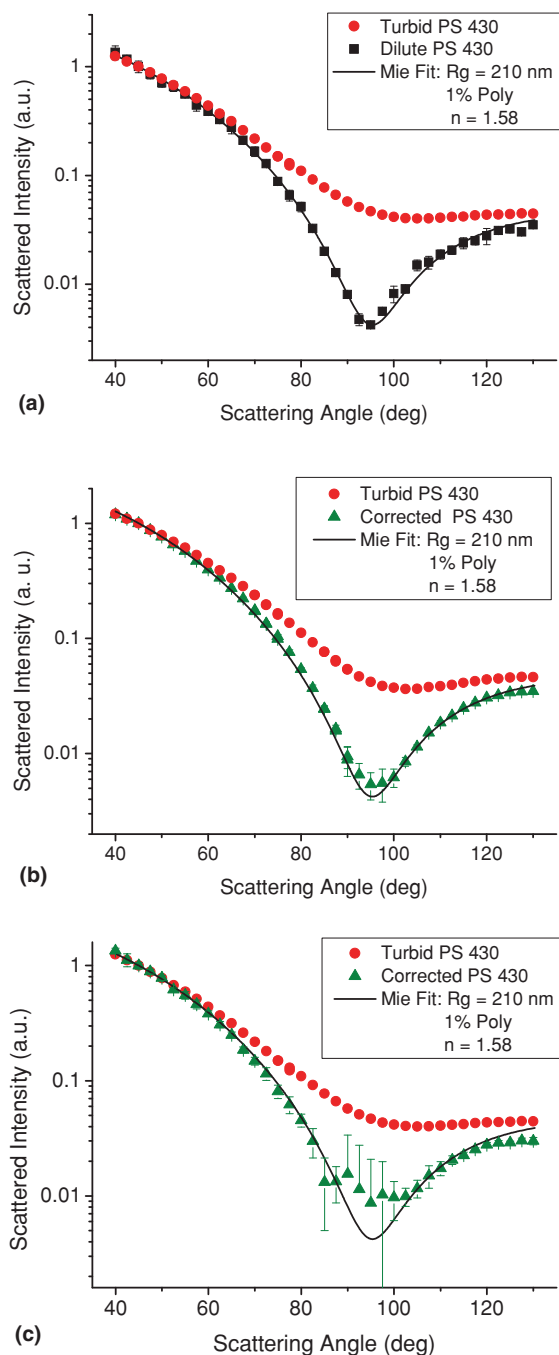 Turbid PS 430
Dilute PS 430
Mie Fit: Rg = 210 nm
1% Poly
n = 1.58
1
0.1
0.01
Scattered Intensity (a.u.)
40
60
80
100
120
Scattering Angle (deg)
(a)
Turbid PS 430
Corrected PS 430
Mie Fit: Rg = 210 nm
1% Poly
n = 1.58
1
0.1
0.01
Scattered Intensity (a. u.)
40
60
80
100
120
Scattering Angle (deg)
(b)
Turbid PS 430
Corrected PS 430
Mie Fit: Rg = 210 nm
1% Poly
n = 1.58
1
0.1
0.01
Scattered Intensity (a.u.)
40
60
80
100
120
Scattering Angle (deg)
(c)